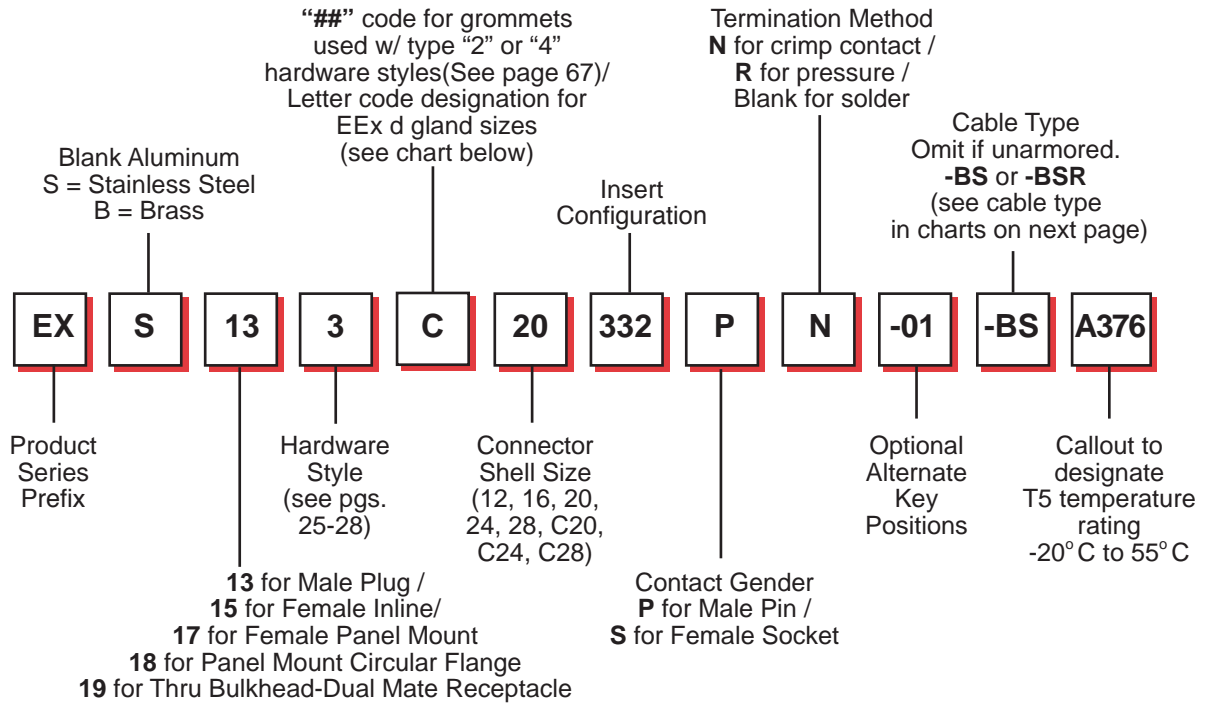 “##” code for grommets
used w/ type “2” or “4”
hardware styles(See page 67)/
Letter code designation for
EEx d gland sizes
(see chart below)
Termination Method
N for crimp contact /
R for pressure /
Blank for solder
Blank Aluminum
S = Stainless Steel
B = Brass
Insert
Configuration
Cable Type
Omit if unarmored.
-BS or -BSR
(see cable type
in charts on next page)
EX S 13 3 C 20 332 P N -01 -BS A376
Product
Series
Prefix
Hardware
Style
(see pgs.
25-28)
Connector
Shell Size
(12, 16, 20,
24, 28, C20,
C24, C28)
Optional
Alternate
Key
Positions
Callout to
designate
T5 temperature
rating
-20° C to 55° C
13 for Male Plug /
15 for Female Inline/
17 for Female Panel Mount
18 for Panel Mount Circular Flange
19 for Thru Bulkhead-Dual Mate Receptacle
Contact Gender
P for Male Pin /
S for Female Socket